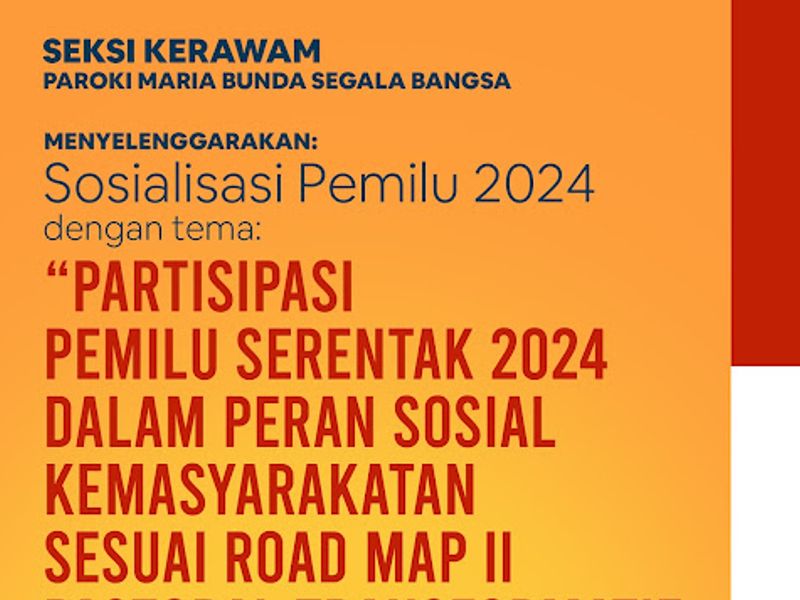 SEKSI KERAWAM
PAROKI MARIA BUNDA SEGALA BANGSA
MENYELENGGARAKAN:
Sosialisasi Pemilu 2024
dengan tema:
“PARTISIPASI
PEMILU SERENTAK 2024
DALAM PERAN SOSIAL
KEMASYARAKATAN
SESUAI ROAD MAP II